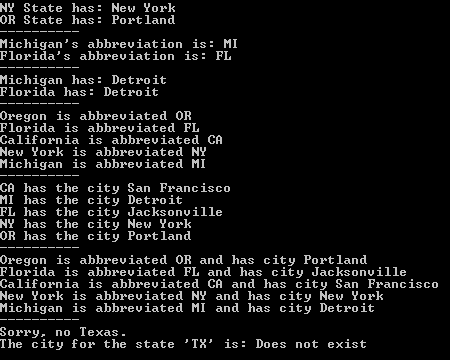 NY State has: New York
OR State has: Portland
----------
Michigan's abbreviation is: MI
Florida's abbreviation is: FL
----------
Michigan has: Detroit
Florida has: Detroit
----------
Oregon is abbreviated OR
Florida is abbreviated FL
California is abbreviated CA
New York is abbreviated NY
Michigan is abbreviated MI
----------
CA has the city San Francisco
MI has the city Detroit
FL has the city Jacksonville
NY has the city New York
OR has the city Portland
----------
Oregon is abbreviated OR and has city Portland
Florida is abbreviated FL and has city Jacksonville
California is abbreviated CA and has city San Francisco
New York is abbreviated NY and has city New York
Michigan is abbreviated MI and has city Detroit
----------
Sorry, no Texas.
The city for the state 'TX' is: Does not exist